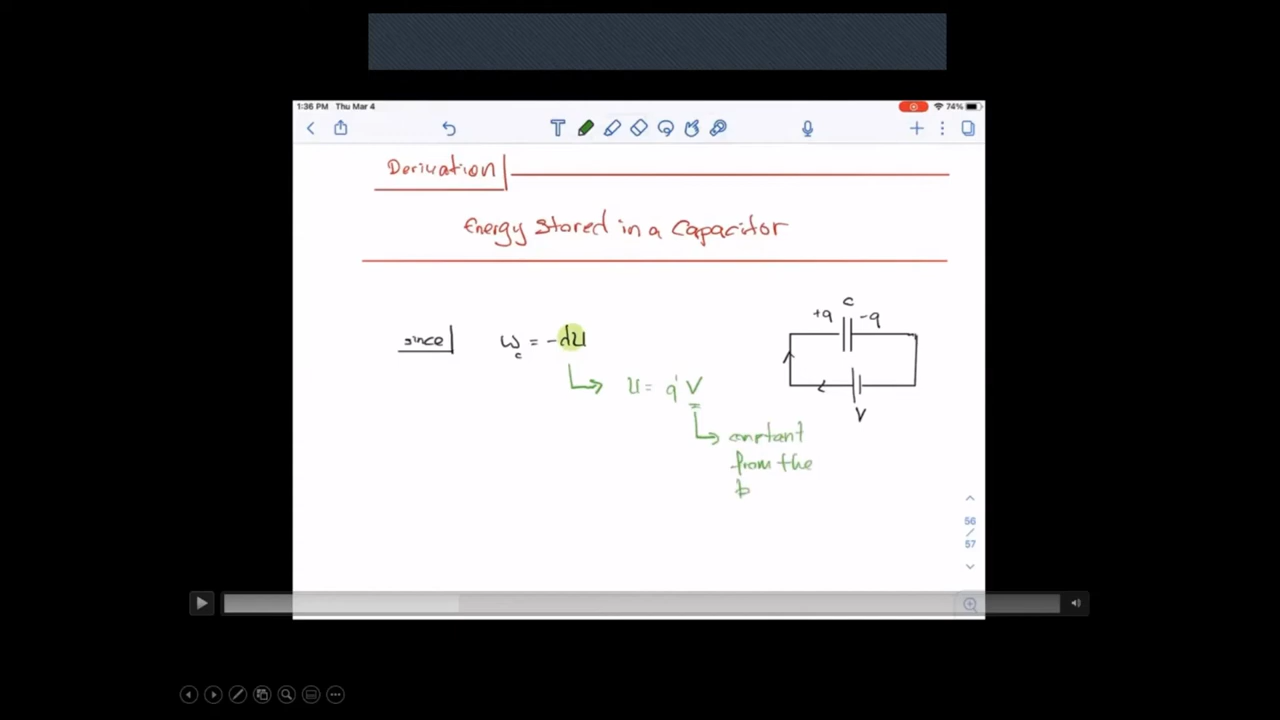 1:36 PM Thu Mar 4
74%
T
Derivation
Energy Stored in a Capacitor
C
+q
-q
since
Wc = -dU
U = q' V
V
constant
from the
b
56
/
57